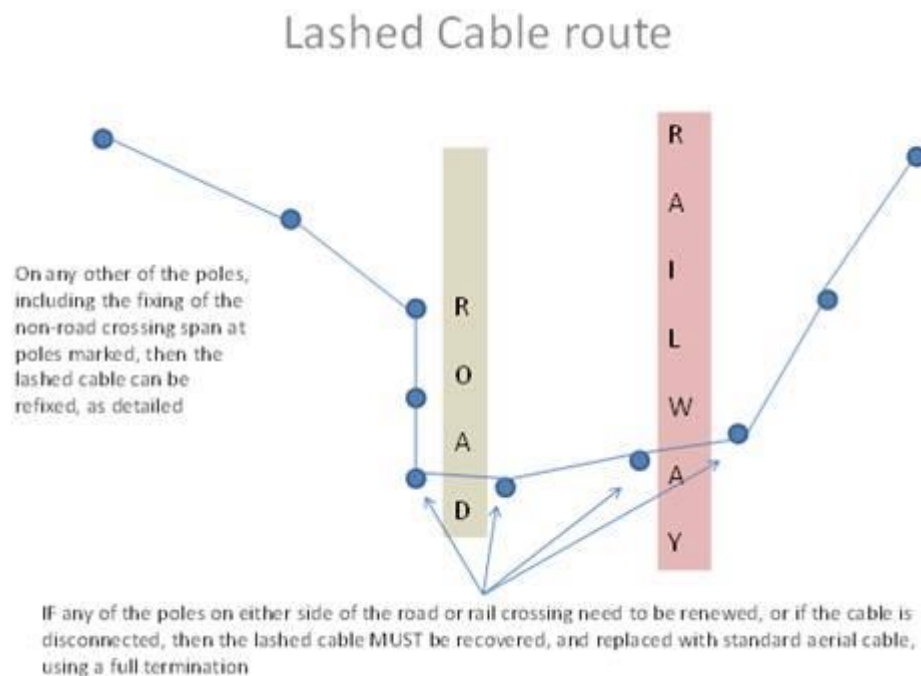 Lashed Cable route
On any other of the poles,
including the fixing of the
non-road crossing span at
poles marked, then the
lashed cable can be
refixed, as detailed
R
O
A
D
R
A
I
L
W
A
Y
IF any of the poles on either side of the road or rail crossing need to be renewed, or if the cable is
disconnected, then the lashed cable MUST be recovered, and replaced with standard aerial cable,
using a full termination